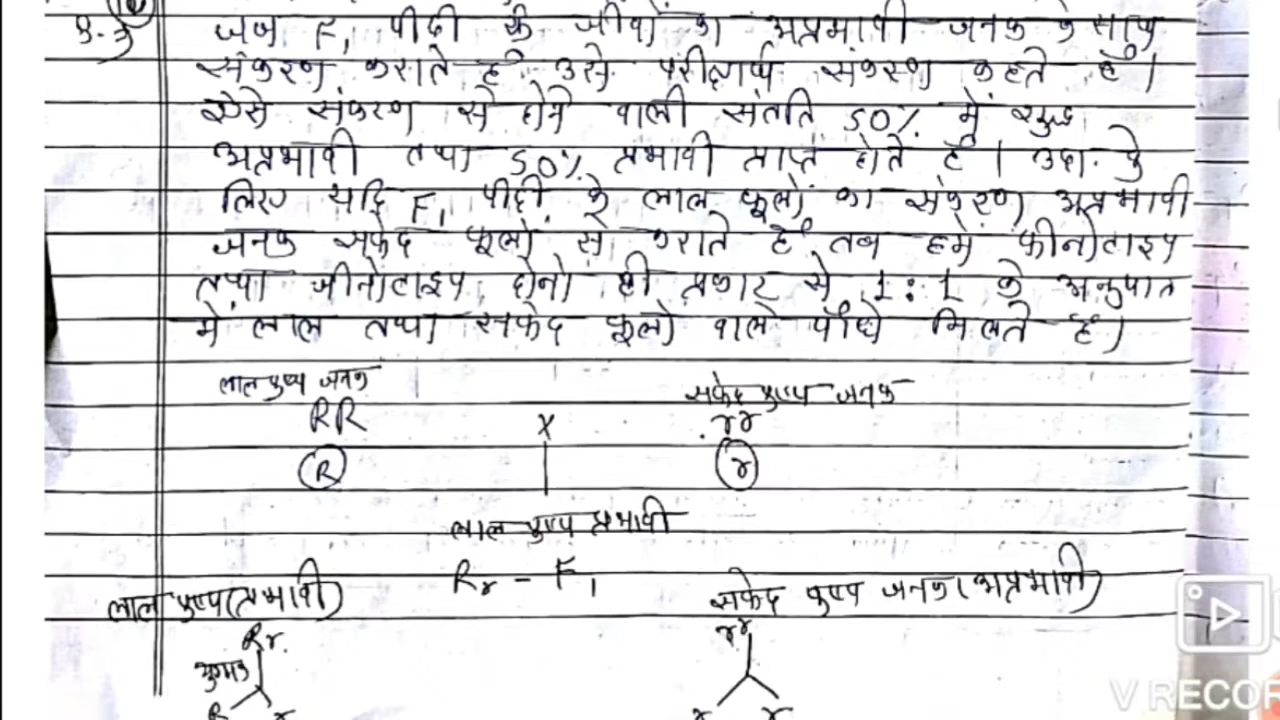 उ-3
जब F₁ पीढी के जीवों का अप्रभावी जनक के साथ
संकरण कराते है उसे परीक्षार्थ संकरण कहते है।
ऐसे संकरण से होने वाली संतति 50% में शुद्ध
अप्रभावी तथा 50% प्रभावी प्राप्त होते है। उदा. के
लिए यदि F₁ पीढी के लाल फूलों का संकरण अप्रभावी
जनक सफेद फूलों से कराते है तब हमें फीनोटाइप
तथा जीनोटाइप दोनो ही प्रकार से 1:1 के अनुपात
में लाल तथा सफेद फूलों वाले पौधे मिलते है।
लाल पुष्प जनक सफेद पुष्प जनक
RR x rr
R r
लाल पुष्प प्रभावी
Rr - F₁
लाल पुष्प(प्रभावी) सफेद पुष्प जनक(अप्रभावी)
Rr rr
युग्मक
R r r r
V RECOR